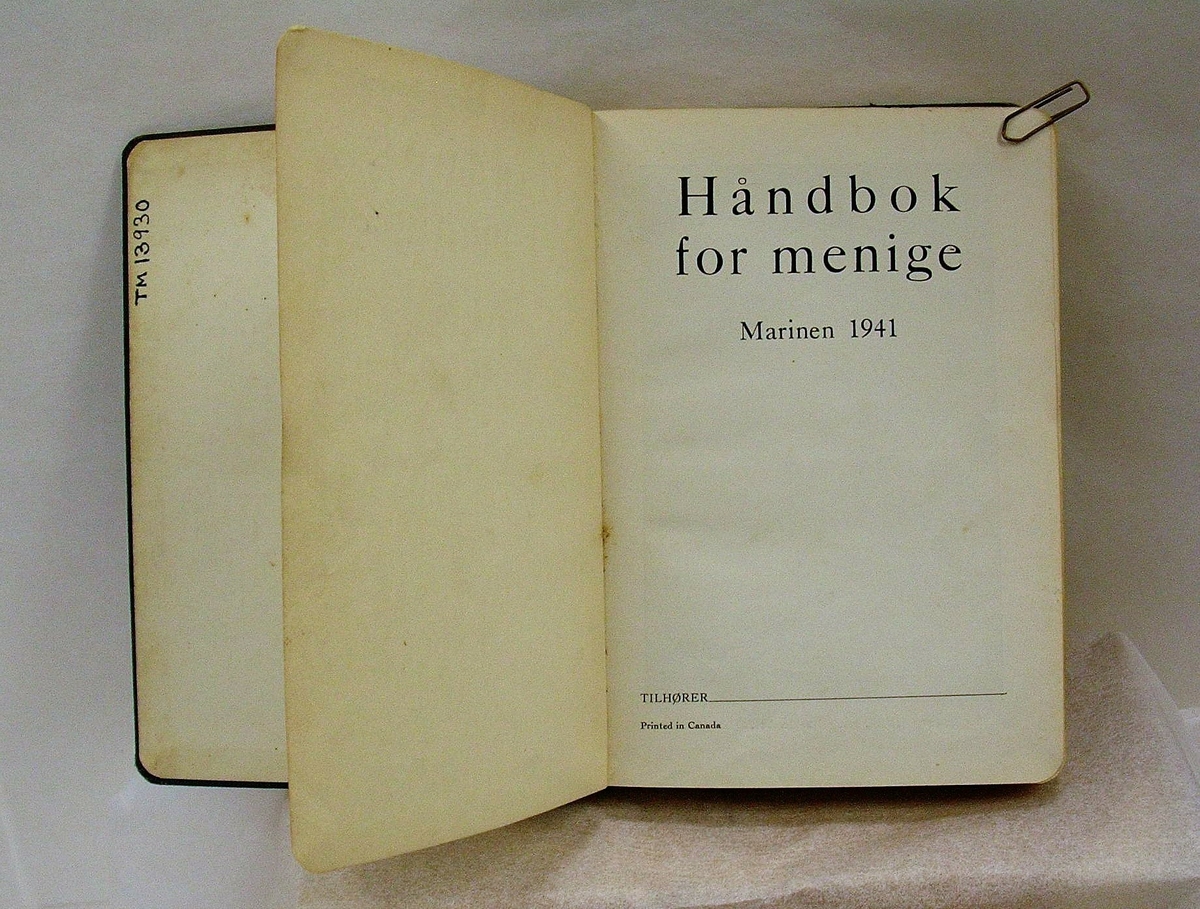 TM 13930
Håndbok
for menige
Marinen 1941
TILHØRER
Printed in Canada